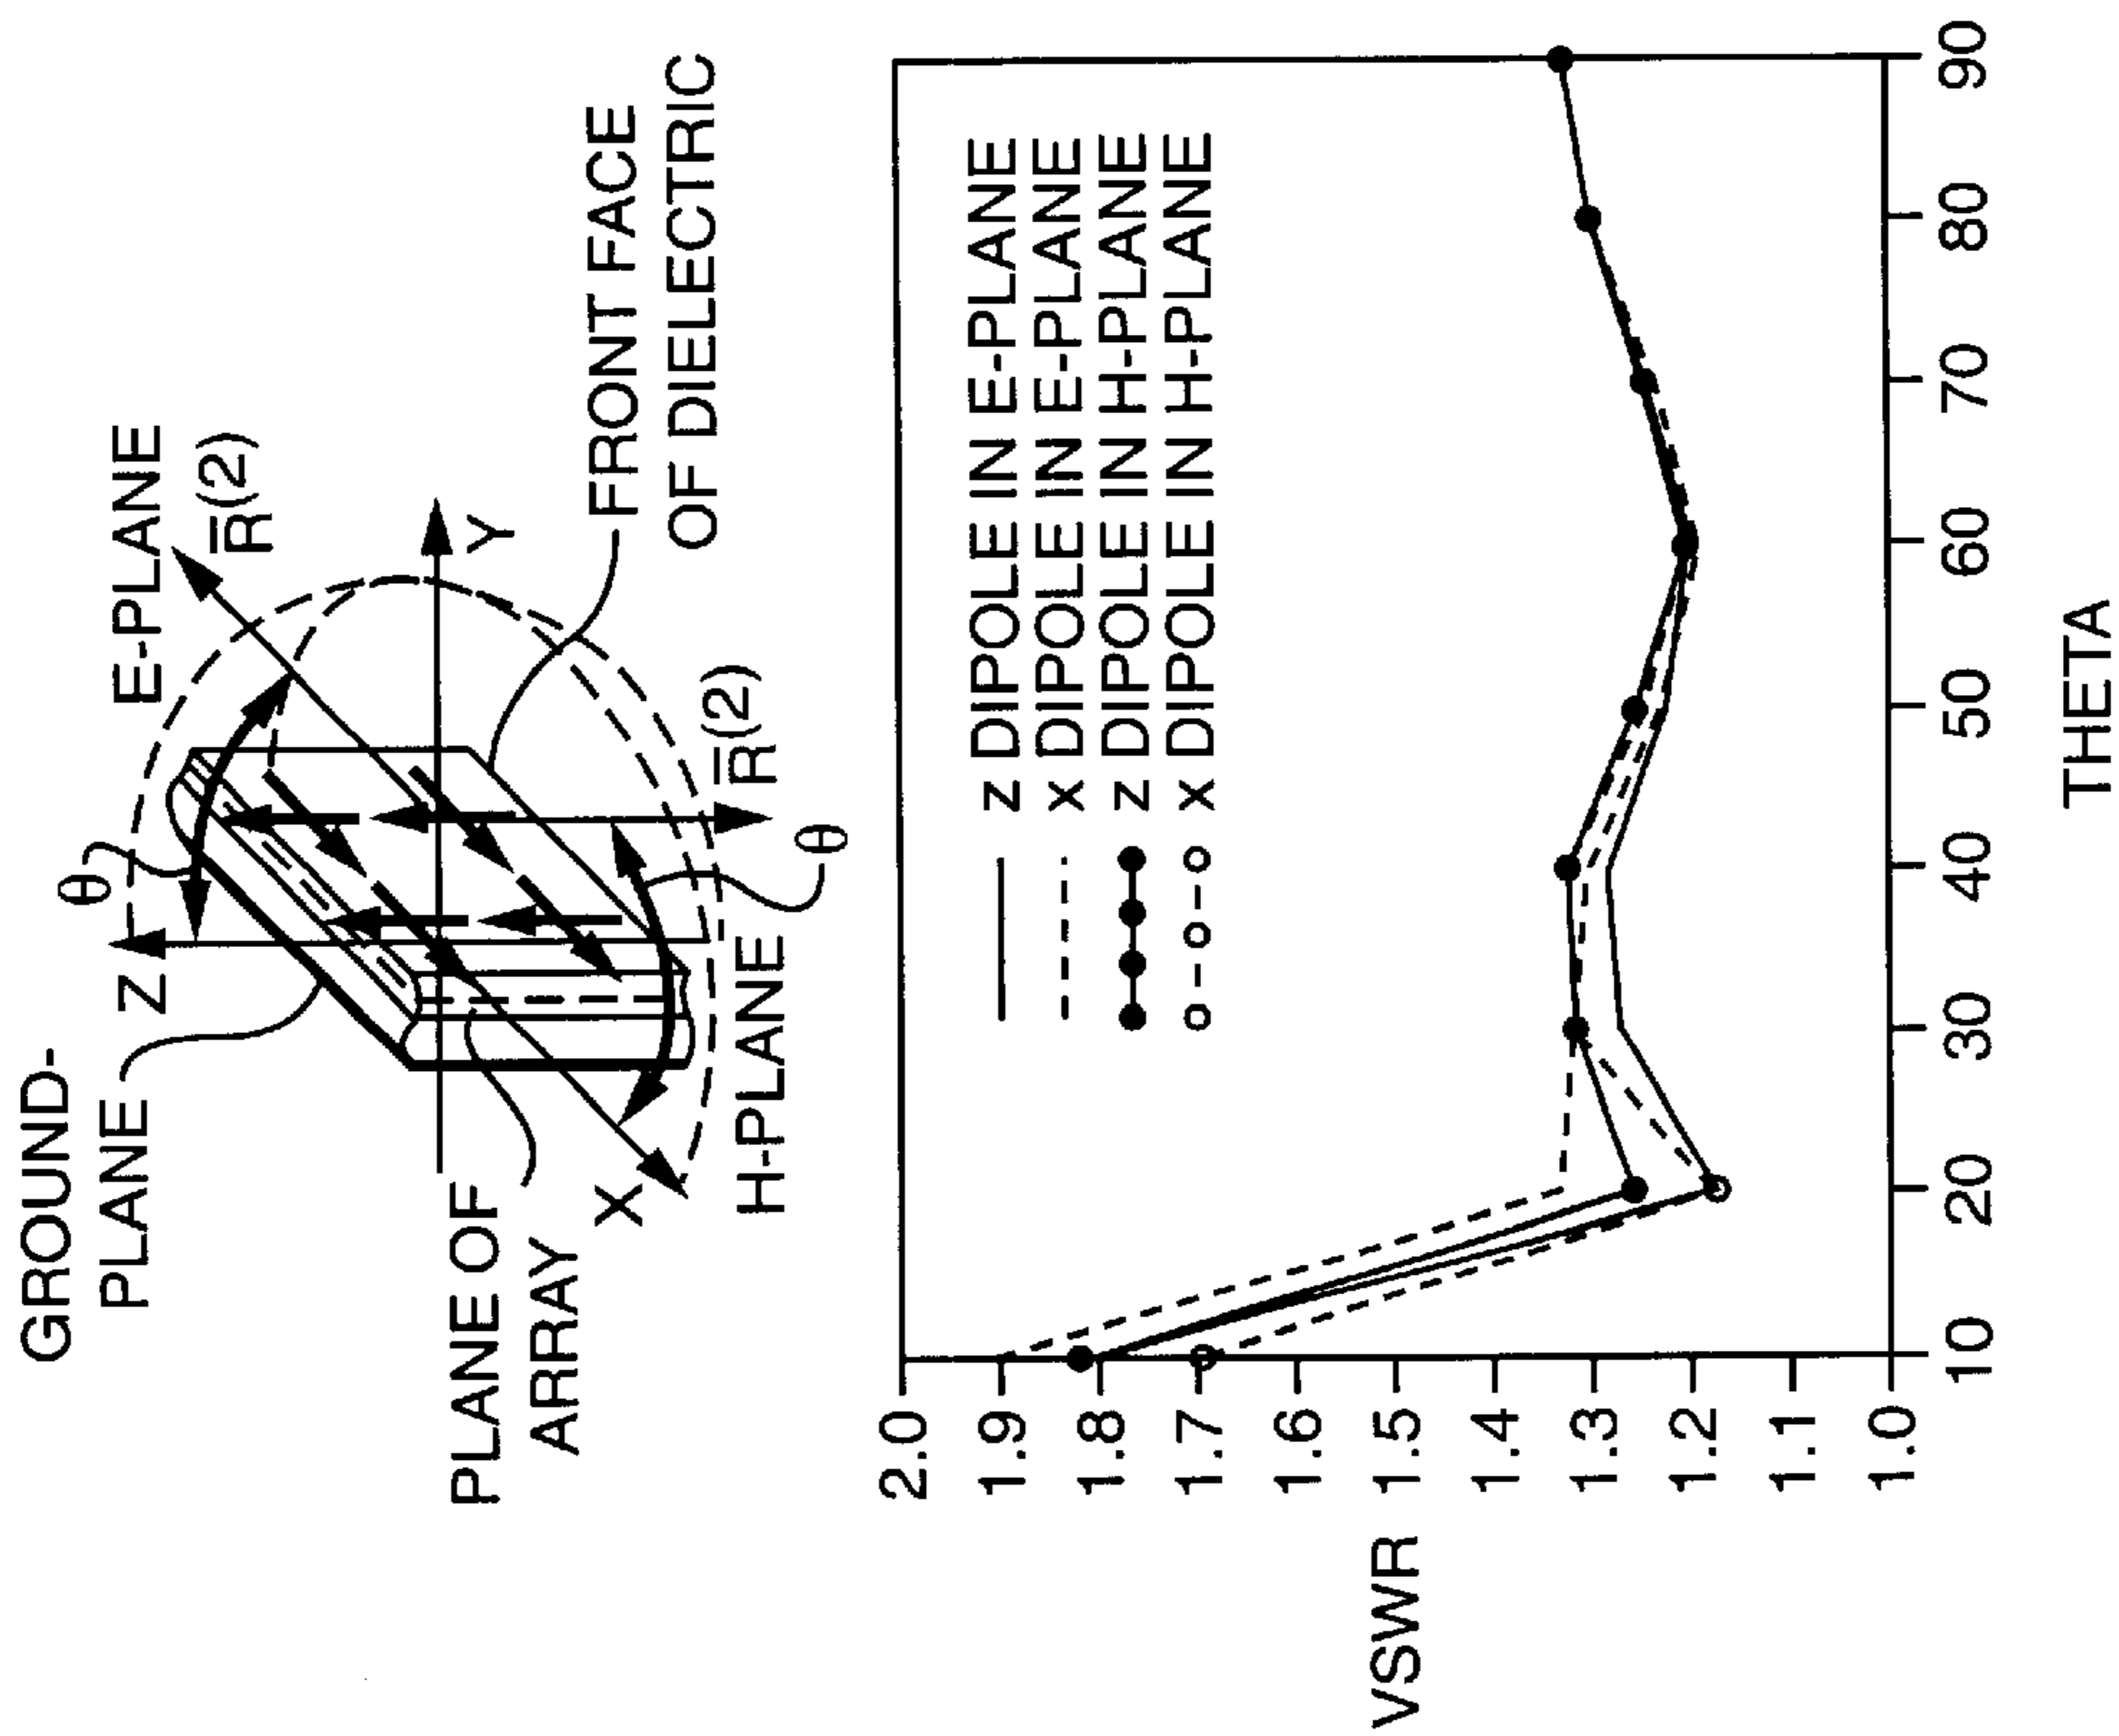 GROUND-
PLANE
Z
θ
E-PLANE
R̅(2)
Y
PLANE OF
ARRAY
X
H-PLANE
θ
R̅(2)
FRONT FACE
OF DIELECTRIC
z DIPOLE IN E-PLANE
x DIPOLE IN E-PLANE
z DIPOLE IN H-PLANE
x DIPOLE IN H-PLANE
VSWR
2.0
1.9
1.8
1.7
1.6
1.5
1.4
1.3
1.2
1.1
1.0
10 20 30 40 50 60 70 80 90
THETA